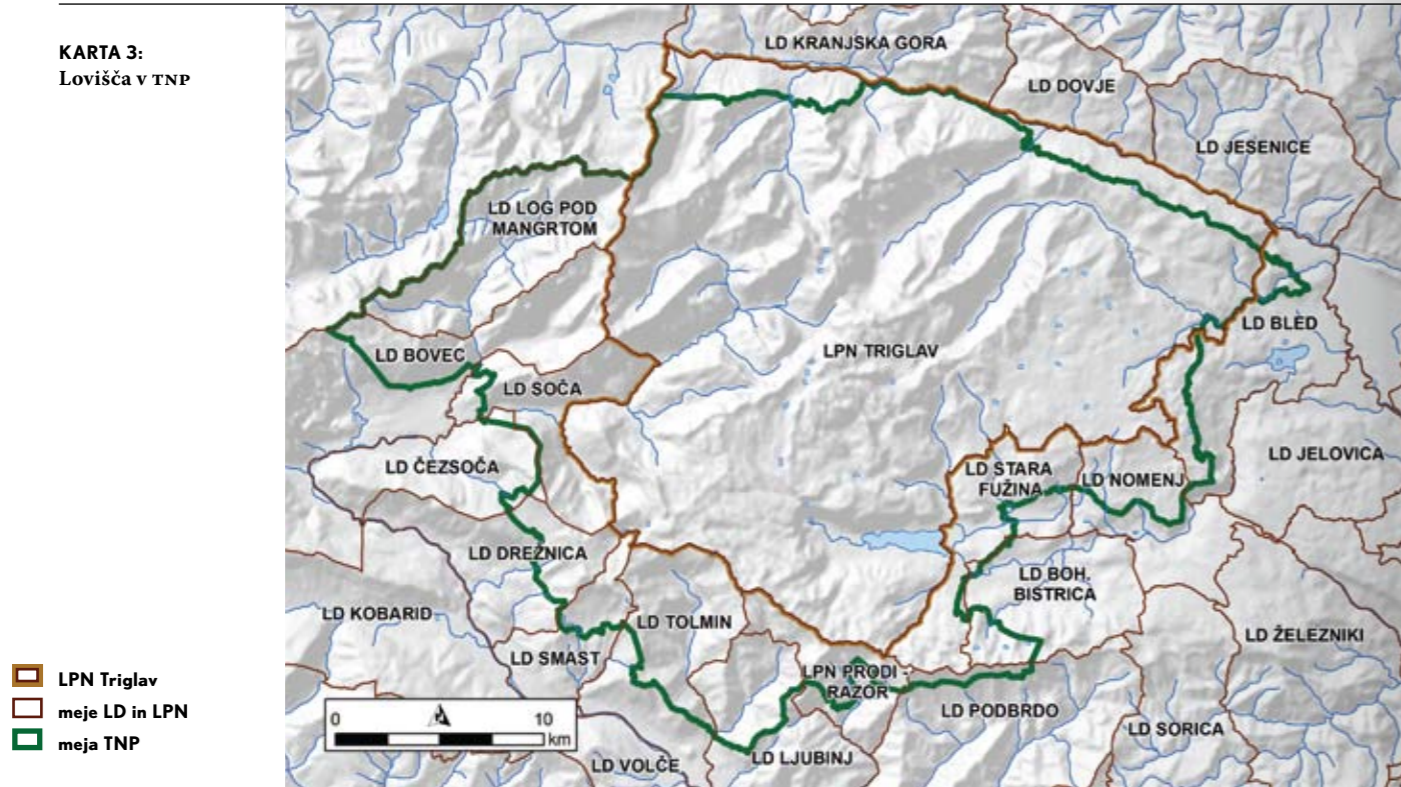 KARTA 3:
Lovišča v TNP
LD KRANJSKA GORA
LD DOVJE
LD JESENICE
LD LOG POD
MANGRTOM
LD BLED
LD BOVEC
LPN TRIGLAV
LD SOČA
LD ČEZSOČA
LD STARA
FUŽINA
LD NOMENJ
LD JELOVICA
LD DREŽNICA
LD BOH.
BISTRICA
LD KOBARID
LD TOLMIN
LD ŽELEZNIKI
LD SMAST
LPN PRODI -
RAZOR
LD PODBRDO
LD SORICA
LD LJUBINJ
LD VOLČE
0 10
km
LPN Triglav
meje LD in LPN
meja TNP